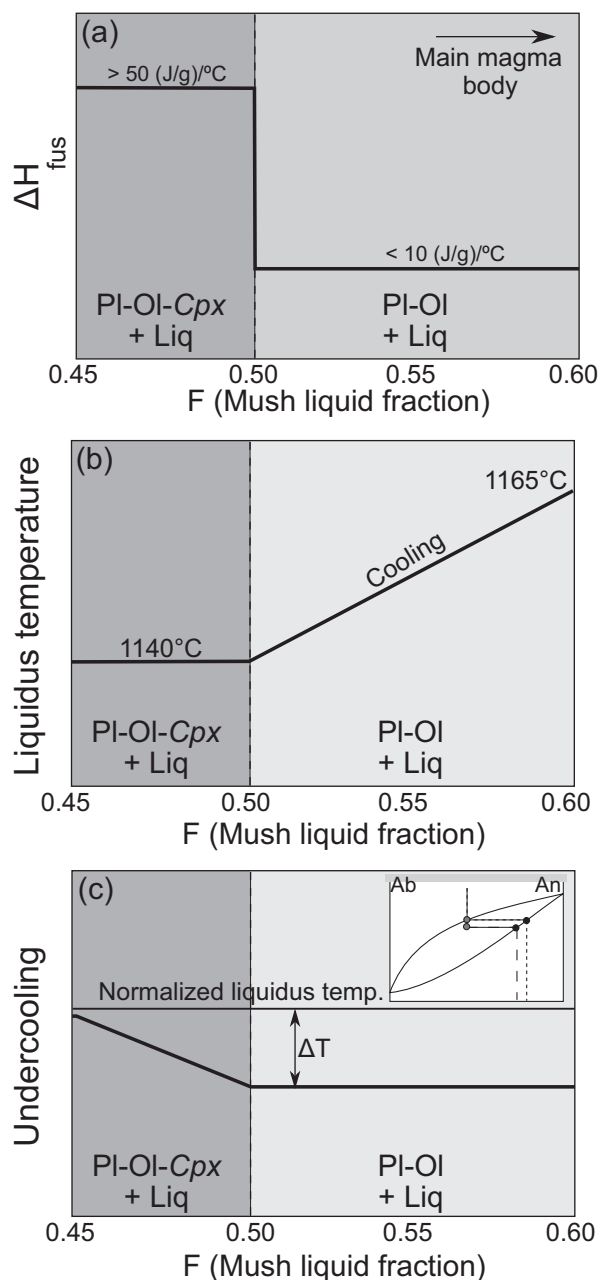 (a)
> 50 (J/g)/ºC
Main magma
body
ΔH
fus
< 10 (J/g)/ºC
Pl-Ol-Cpx
+ Liq
Pl-Ol
+ Liq
0.45
0.50
0.55
0.60
F (Mush liquid fraction)
(b)
1165°C
Cooling
Liquidus temperature
1140°C
Pl-Ol-Cpx
+ Liq
Pl-Ol
+ Liq
0.45
0.50
0.55
0.60
F (Mush liquid fraction)
(c)
Ab
An
Normalized liquidus temp.
ΔT
Undercooling
Pl-Ol-Cpx
+ Liq
Pl-Ol
+ Liq
0.45
0.50
0.55
0.60
F (Mush liquid fraction)